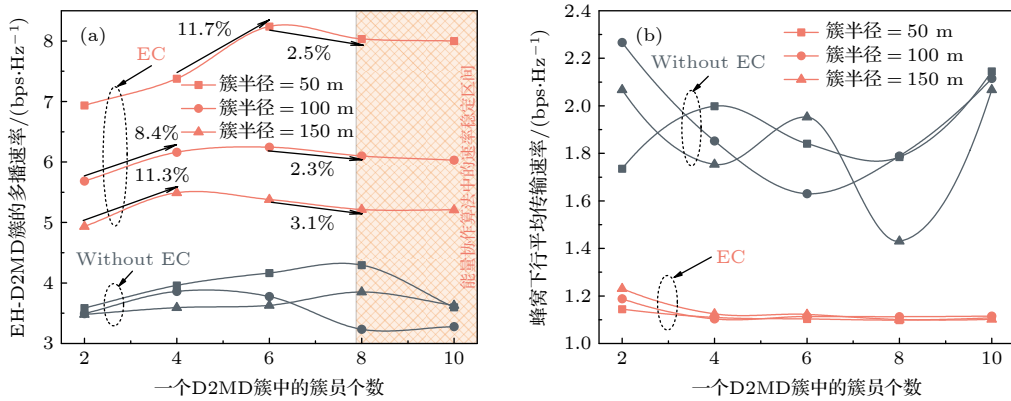 (a)
11.7%
EC
2.5%
簇半径 = 50 m
簇半径 = 100 m
簇半径 = 150 m
8.4%
11.3%
2.3%
3.1%
Without EC
8
7
6
5
4
3
2
4
6
8
10
一个D2MD簇中的簇员个数
EH-D2MD簇的多播速率/(bps·Hz⁻¹)
能量协作算法中的速率稳定区间
(b)
簇半径 = 50 m
簇半径 = 100 m
簇半径 = 150 m
Without EC
EC
2.4
2.2
2.0
1.8
1.6
1.4
1.2
1.0
2
4
6
8
10
一个D2MD簇中的簇员个数
蜂窝下行平均传输速率/(bps·Hz⁻¹)